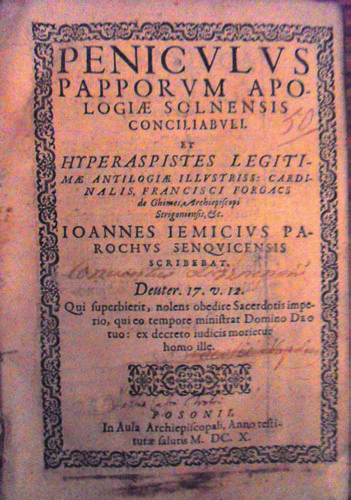 PENICVLVS
PAPPORVM APO-
LOGIÆ SOLNENSIS
CONCILIABVLI.
ET
HYPERASPISTES LEGITI-
MÆ ANTILOGIÆ ILLVSTRISS: CARDI-
NALIS, FRANCISCI FORGACS
de Ghimes, Archiepiscopi
Strigoniensis, &c.
IOANNES IEMICIVS PA-
ROCHVS SENQVICENSIS
SCRIBEBAT.
Deuter. 17. v. 12.
Qui superbierit, nolens obedire Sacerdotis impe-
rio, qui eo tempore ministrat Domino DEO
tuo: ex decreto iudicis morietur
homo ille.
POSONII,
In Aula Archiepiscopali, Anno resti-
tutæ salutis M. DC. X.
50